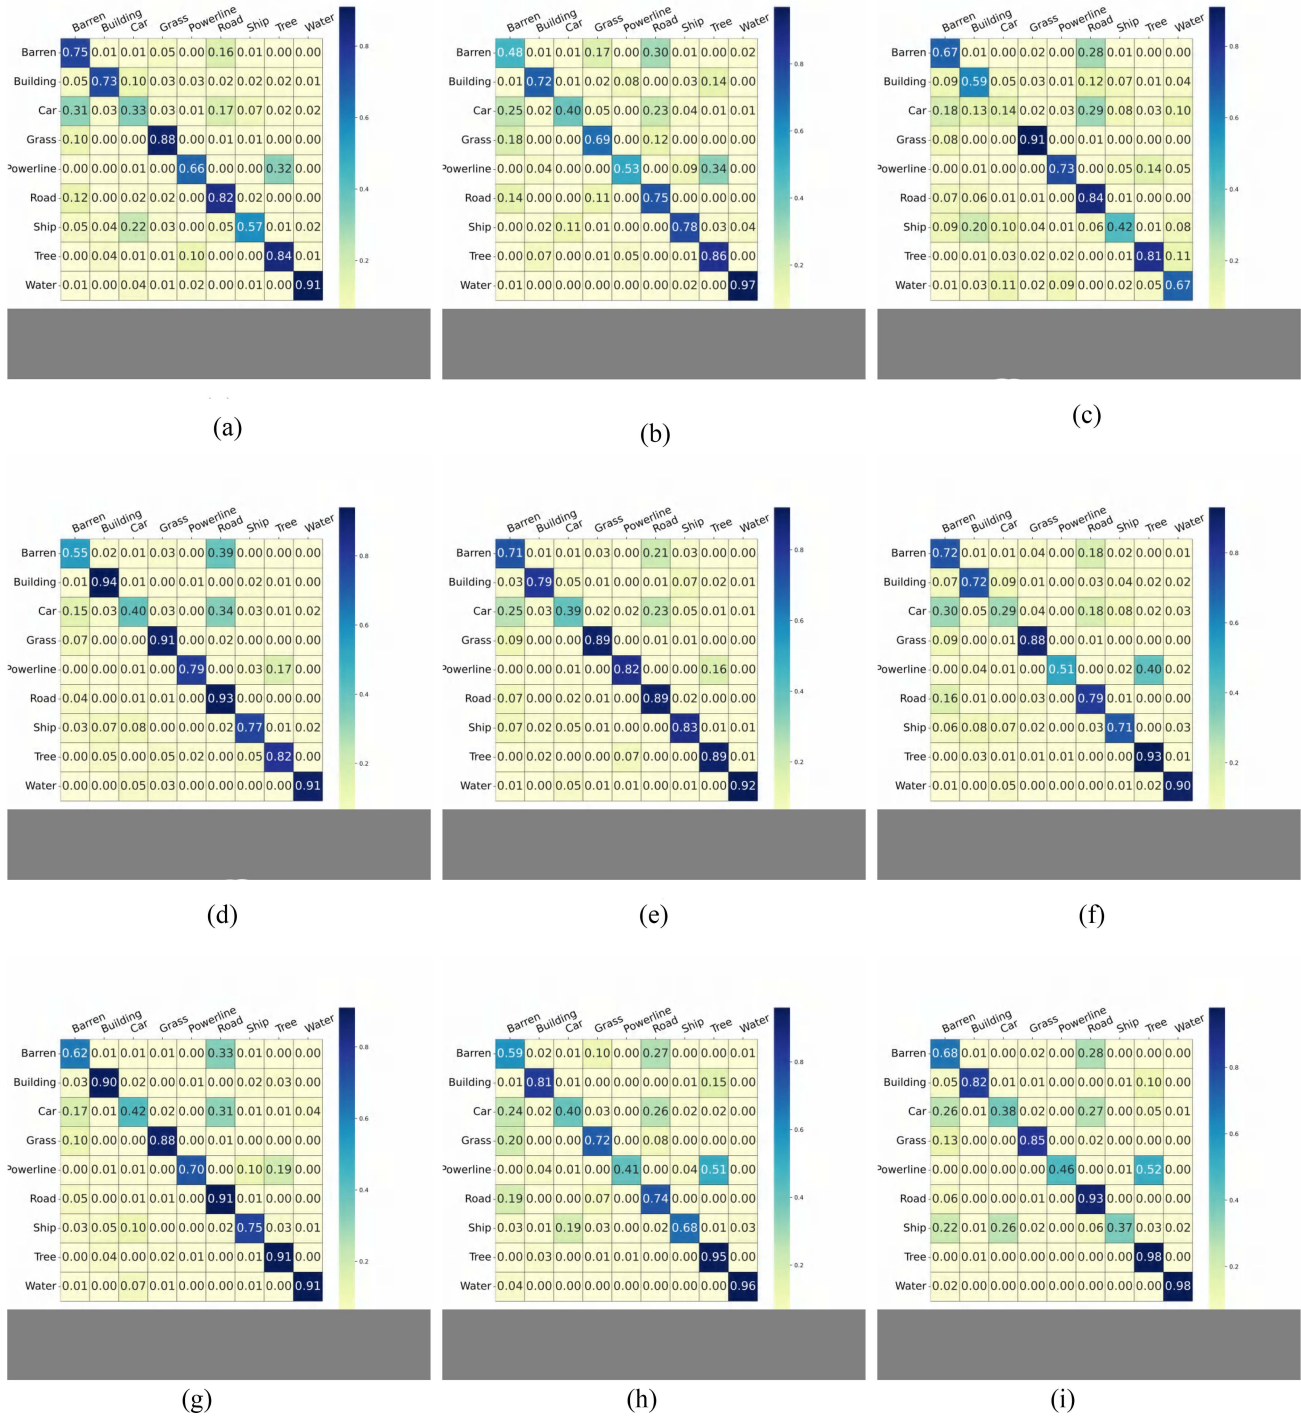 Barren Building Car Grass Powerline Road Ship Tree Water
Barren 0.75 0.01 0.01 0.05 0.00 0.16 0.01 0.00 0.00
Building 0.05 0.73 0.10 0.03 0.03 0.02 0.02 0.02 0.01
Car 0.31 0.03 0.33 0.03 0.01 0.17 0.07 0.02 0.02
Grass 0.10 0.00 0.00 0.88 0.00 0.01 0.00 0.00 0.00
Powerline 0.00 0.00 0.01 0.00 0.66 0.00 0.00 0.32 0.00
Road 0.12 0.00 0.02 0.02 0.00 0.82 0.02 0.00 0.00
Ship 0.05 0.04 0.22 0.03 0.00 0.05 0.57 0.01 0.02
Tree 0.00 0.04 0.01 0.01 0.10 0.00 0.00 0.84 0.01
Water 0.01 0.00 0.04 0.01 0.02 0.00 0.01 0.00 0.91
0.8
0.6
0.4
0.2
(a)
Barren Building Car Grass Powerline Road Ship Tree Water
Barren 0.48 0.01 0.01 0.17 0.00 0.30 0.00 0.00 0.02
Building 0.01 0.72 0.01 0.02 0.08 0.00 0.03 0.14 0.00
Car 0.25 0.02 0.40 0.05 0.00 0.23 0.04 0.01 0.01
Grass 0.18 0.00 0.00 0.69 0.00 0.12 0.00 0.00 0.00
Powerline 0.00 0.04 0.00 0.00 0.53 0.00 0.09 0.34 0.00
Road 0.14 0.00 0.00 0.11 0.00 0.75 0.00 0.00 0.00
Ship 0.00 0.02 0.11 0.01 0.00 0.00 0.78 0.03 0.04
Tree 0.00 0.07 0.00 0.01 0.05 0.00 0.01 0.86 0.00
Water 0.01 0.00 0.00 0.00 0.00 0.00 0.02 0.00 0.97
0.8
0.6
0.4
0.2
(b)
Barren Building Car Grass Powerline Road Ship Tree Water
Barren 0.67 0.01 0.00 0.02 0.00 0.28 0.01 0.00 0.00
Building 0.09 0.59 0.05 0.03 0.01 0.12 0.07 0.01 0.04
Car 0.18 0.13 0.14 0.02 0.03 0.29 0.08 0.03 0.10
Grass 0.08 0.00 0.00 0.91 0.00 0.00 0.00 0.00 0.00
Powerline 0.00 0.00 0.02 0.00 0.73 0.00 0.05 0.14 0.05
Road 0.07 0.06 0.01 0.01 0.00 0.84 0.01 0.00 0.00
Ship 0.09 0.20 0.10 0.04 0.01 0.06 0.42 0.01 0.08
Tree 0.00 0.02 0.02 0.00 0.04 0.00 0.00 0.81 0.11
Water 0.01 0.03 0.11 0.02 0.09 0.00 0.02 0.05 0.67
0.8
0.6
0.4
0.2
(c)
Barren Building Car Grass Powerline Road Ship Tree Water
Barren 0.55 0.02 0.01 0.03 0.00 0.39 0.00 0.00 0.00
Building 0.01 0.94 0.01 0.00 0.01 0.00 0.02 0.01 0.00
Car 0.15 0.03 0.40 0.03 0.00 0.34 0.03 0.01 0.02
Grass 0.07 0.00 0.01 0.91 0.00 0.02 0.00 0.00 0.00
Powerline 0.00 0.00 0.01 0.00 0.79 0.00 0.03 0.17 0.00
Road 0.04 0.00 0.01 0.01 0.00 0.93 0.00 0.00 0.00
Ship 0.03 0.07 0.08 0.00 0.00 0.02 0.77 0.01 0.02
Tree 0.00 0.05 0.00 0.05 0.02 0.00 0.05 0.82 0.00
Water 0.00 0.00 0.05 0.03 0.00 0.00 0.00 0.00 0.91
0.8
0.6
0.4
0.2
(d)
Barren Building Car Grass Powerline Road Ship Tree Water
Barren 0.71 0.01 0.01 0.03 0.00 0.21 0.03 0.00 0.00
Building 0.03 0.79 0.05 0.01 0.01 0.01 0.07 0.02 0.01
Car 0.25 0.03 0.39 0.02 0.02 0.23 0.05 0.01 0.01
Grass 0.09 0.00 0.00 0.89 0.00 0.01 0.01 0.00 0.00
Powerline 0.00 0.00 0.01 0.00 0.82 0.00 0.01 0.16 0.00
Road 0.07 0.00 0.02 0.01 0.00 0.89 0.02 0.00 0.00
Ship 0.07 0.02 0.05 0.01 0.00 0.01 0.83 0.01 0.01
Tree 0.00 0.02 0.00 0.01 0.07 0.00 0.01 0.89 0.00
Water 0.01 0.00 0.03 0.01 0.01 0.00 0.01 0.00 0.92
0.8
0.6
0.4
0.2
(e)
Barren Building Car Grass Powerline Road Ship Tree Water
Barren 0.72 0.01 0.01 0.04 0.00 0.18 0.02 0.00 0.01
Building 0.07 0.72 0.09 0.01 0.00 0.03 0.04 0.02 0.02
Car 0.30 0.05 0.29 0.04 0.00 0.18 0.08 0.02 0.03
Grass 0.09 0.00 0.01 0.88 0.00 0.01 0.01 0.00 0.00
Powerline 0.00 0.04 0.01 0.00 0.51 0.00 0.02 0.40 0.02
Road 0.16 0.01 0.00 0.03 0.00 0.79 0.01 0.00 0.00
Ship 0.06 0.08 0.07 0.02 0.00 0.03 0.71 0.00 0.03
Tree 0.00 0.03 0.01 0.01 0.01 0.00 0.00 0.93 0.01
Water 0.01 0.00 0.05 0.00 0.00 0.00 0.01 0.02 0.90
0.8
0.6
0.4
0.2
(f)
Barren Building Car Grass Powerline Road Ship Tree Water
Barren 0.62 0.01 0.01 0.01 0.00 0.33 0.01 0.00 0.00
Building 0.03 0.90 0.02 0.00 0.01 0.00 0.02 0.03 0.00
Car 0.17 0.01 0.42 0.02 0.00 0.31 0.01 0.01 0.04
Grass 0.10 0.00 0.00 0.88 0.00 0.01 0.00 0.00 0.00
Powerline 0.00 0.01 0.01 0.00 0.70 0.00 0.10 0.19 0.00
Road 0.05 0.00 0.01 0.01 0.00 0.91 0.01 0.00 0.00
Ship 0.03 0.05 0.10 0.00 0.00 0.02 0.75 0.03 0.01
Tree 0.00 0.04 0.00 0.02 0.01 0.00 0.01 0.91 0.00
Water 0.01 0.00 0.07 0.01 0.00 0.00 0.00 0.00 0.91
0.8
0.6
0.4
0.2
(g)
Barren Building Car Grass Powerline Road Ship Tree Water
Barren 0.59 0.02 0.01 0.10 0.00 0.27 0.00 0.00 0.01
Building 0.01 0.81 0.01 0.00 0.00 0.00 0.01 0.15 0.00
Car 0.24 0.02 0.40 0.03 0.00 0.26 0.02 0.02 0.00
Grass 0.20 0.00 0.00 0.72 0.00 0.08 0.00 0.00 0.00
Powerline 0.00 0.04 0.01 0.00 0.41 0.00 0.04 0.51 0.00
Road 0.19 0.00 0.00 0.07 0.00 0.74 0.00 0.00 0.00
Ship 0.03 0.01 0.19 0.03 0.00 0.02 0.68 0.01 0.03
Tree 0.00 0.03 0.00 0.01 0.01 0.00 0.00 0.95 0.00
Water 0.04 0.00 0.00 0.00 0.00 0.00 0.00 0.00 0.96
0.8
0.6
0.4
0.2
(h)
Barren Building Car Grass Powerline Road Ship Tree Water
Barren 0.68 0.01 0.00 0.02 0.00 0.28 0.00 0.00 0.00
Building 0.05 0.82 0.01 0.00 0.00 0.01 0.00 0.10 0.00
Car 0.26 0.01 0.38 0.02 0.00 0.27 0.00 0.05 0.01
Grass 0.13 0.00 0.00 0.85 0.00 0.02 0.00 0.00 0.00
Powerline 0.00 0.00 0.01 0.00 0.46 0.00 0.01 0.52 0.00
Road 0.06 0.00 0.00 0.01 0.00 0.93 0.00 0.00 0.00
Ship 0.22 0.01 0.26 0.02 0.00 0.06 0.37 0.03 0.02
Tree 0.00 0.01 0.00 0.00 0.01 0.00 0.00 0.98 0.00
Water 0.02 0.00 0.00 0.00 0.00 0.00 0.00 0.00 0.98
0.8
0.6
0.4
0.2
(i)